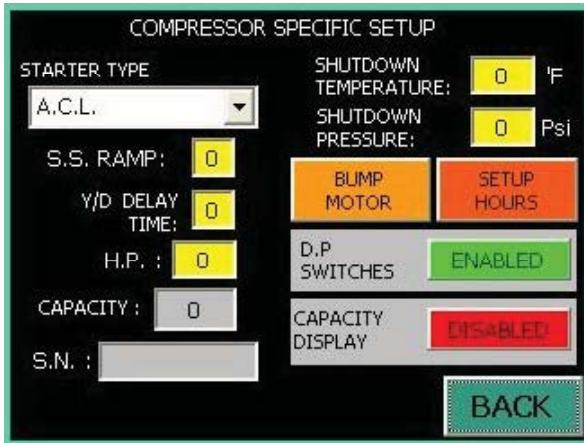 COMPRESSOR SPECIFIC SETUP
STARTER TYPE
A.C.L.
S.S. RAMP: 0
Y/D DELAY
TIME: 0
H.P. : 0
CAPACITY : 0
S.N. :
SHUTDOWN
TEMPERATURE: 0 'F
SHUTDOWN
PRESSURE: 0 Psi
BUMP
MOTOR
SETUP
HOURS
D.P
SWITCHES
ENABLED
CAPACITY
DISPLAY
DISABLED
BACK